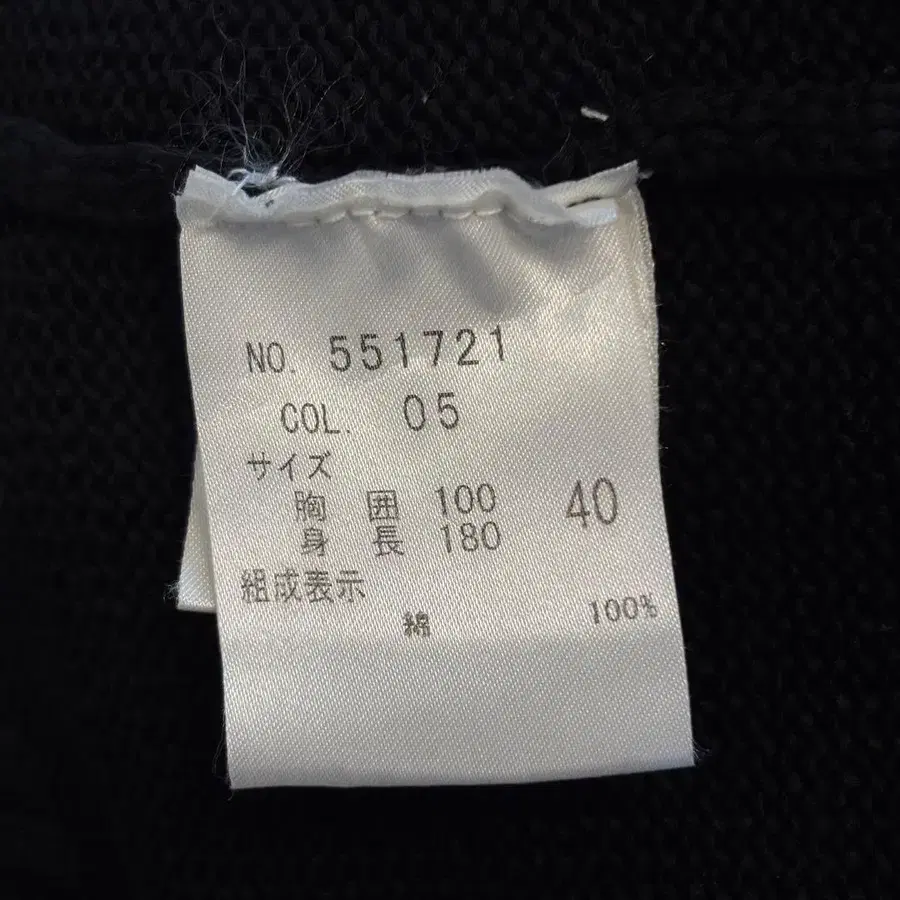 NO. 551721
COL. 05
サイズ
胸 囲 100 40
身 長 180
組成表示
綿 100%